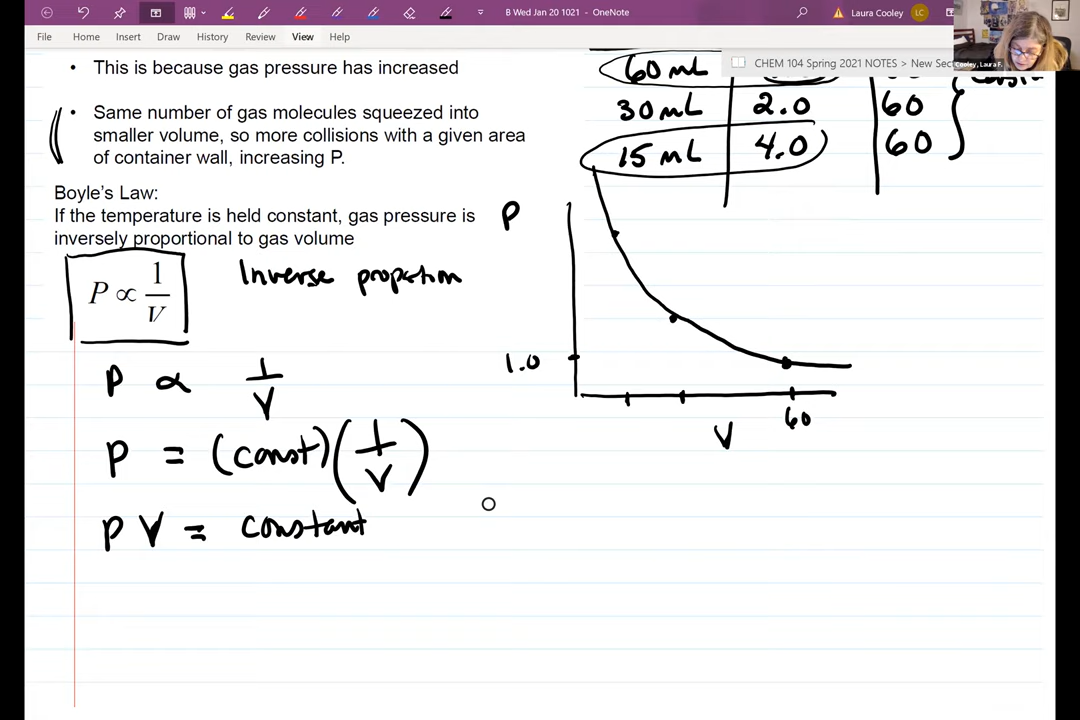 B Wed Jan 20 1021 - OneNote
Laura Cooley
LC
File Home Insert Draw History Review View Help
CHEM 104 Spring 2021 NOTES > New Sec
Cooley, Laura F.
• This is because gas pressure has increased
• Same number of gas molecules squeezed into
smaller volume, so more collisions with a given area
of container wall, increasing P.
60 mL
30 mL 2.0 60
15 mL 4.0 60
Boyle's Law:
If the temperature is held constant, gas pressure is
inversely proportional to gas volume
P ∝ 1/V
Inverse proportion
P ∝ 1/V
P = (const)(1/V)
PV = constant
P
1.0
60
V